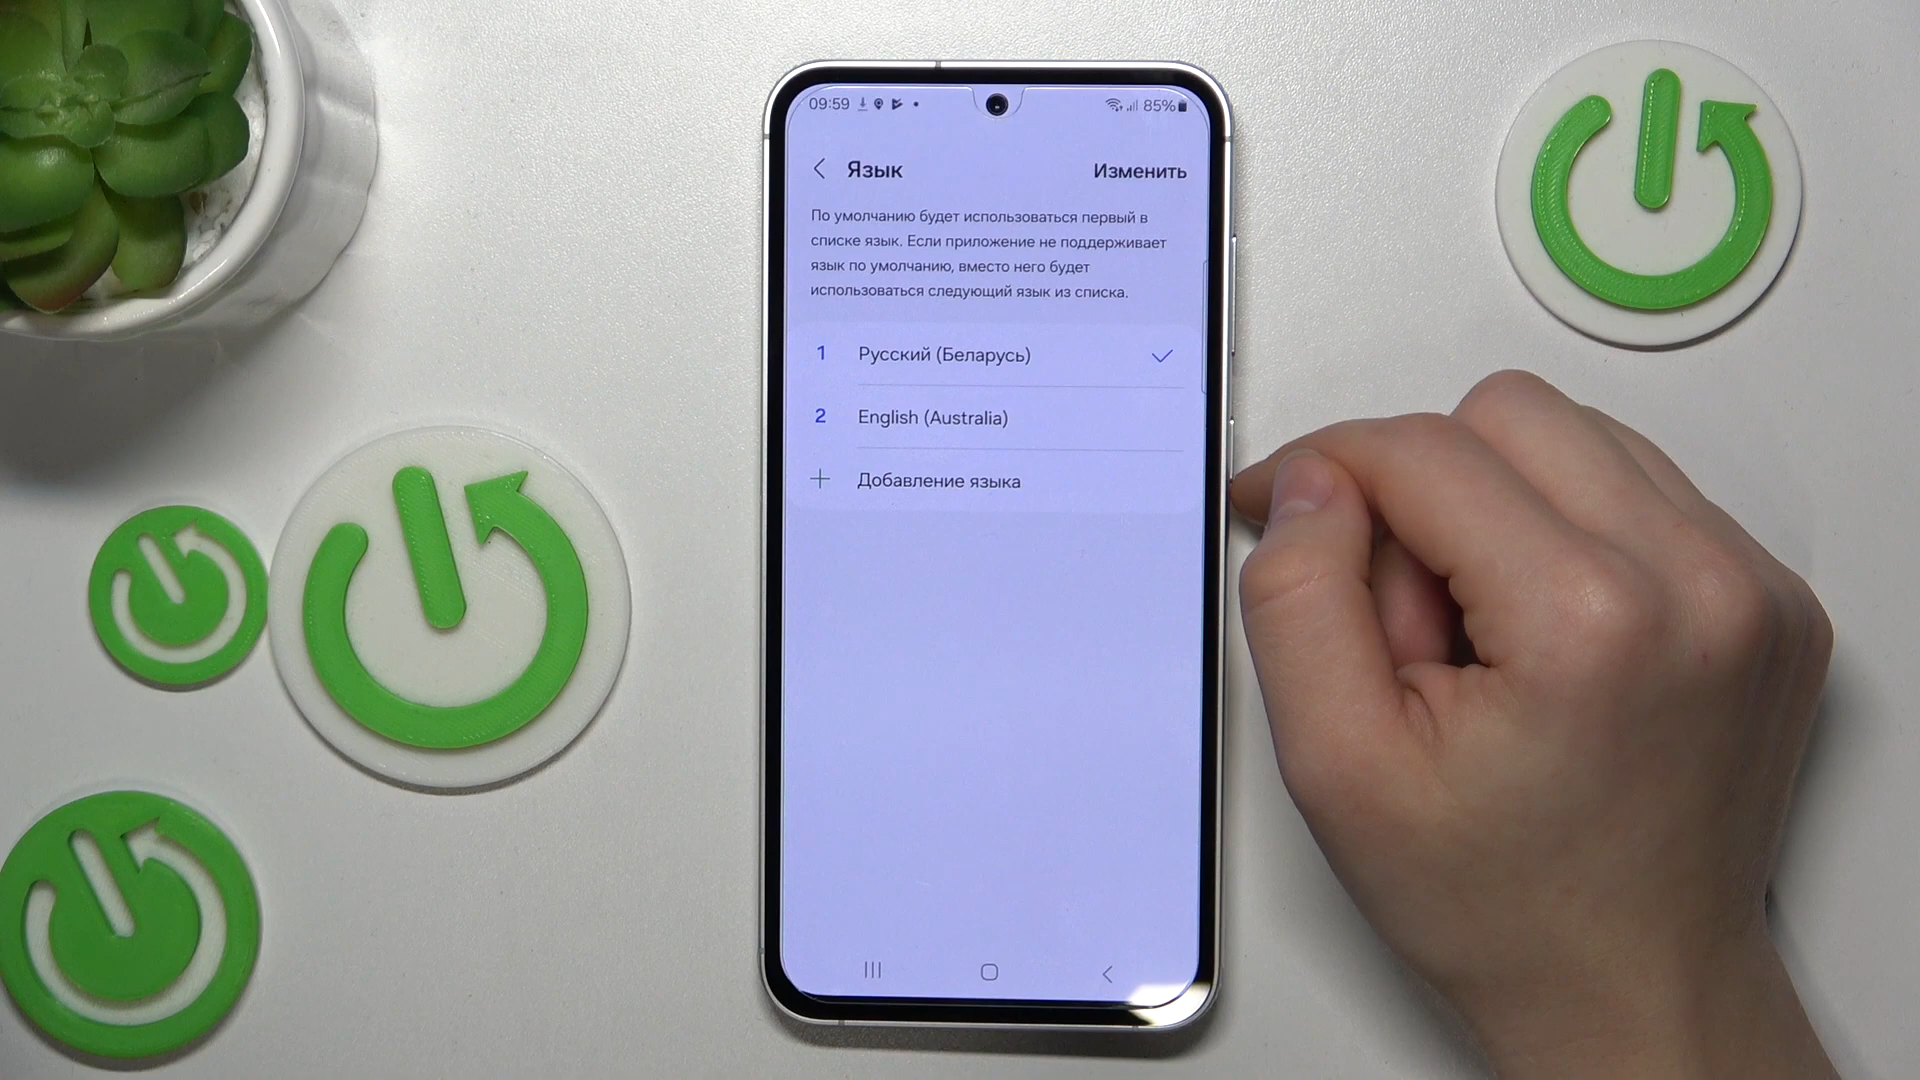 09:59
85%
Язык
Изменить
По умолчанию будет использоваться первый в
списке язык. Если приложение не поддерживает
язык по умолчанию, вместо него будет
использоваться следующий язык из списка.
1 Русский (Беларусь)
2 English (Australia)
+ Добавление языка